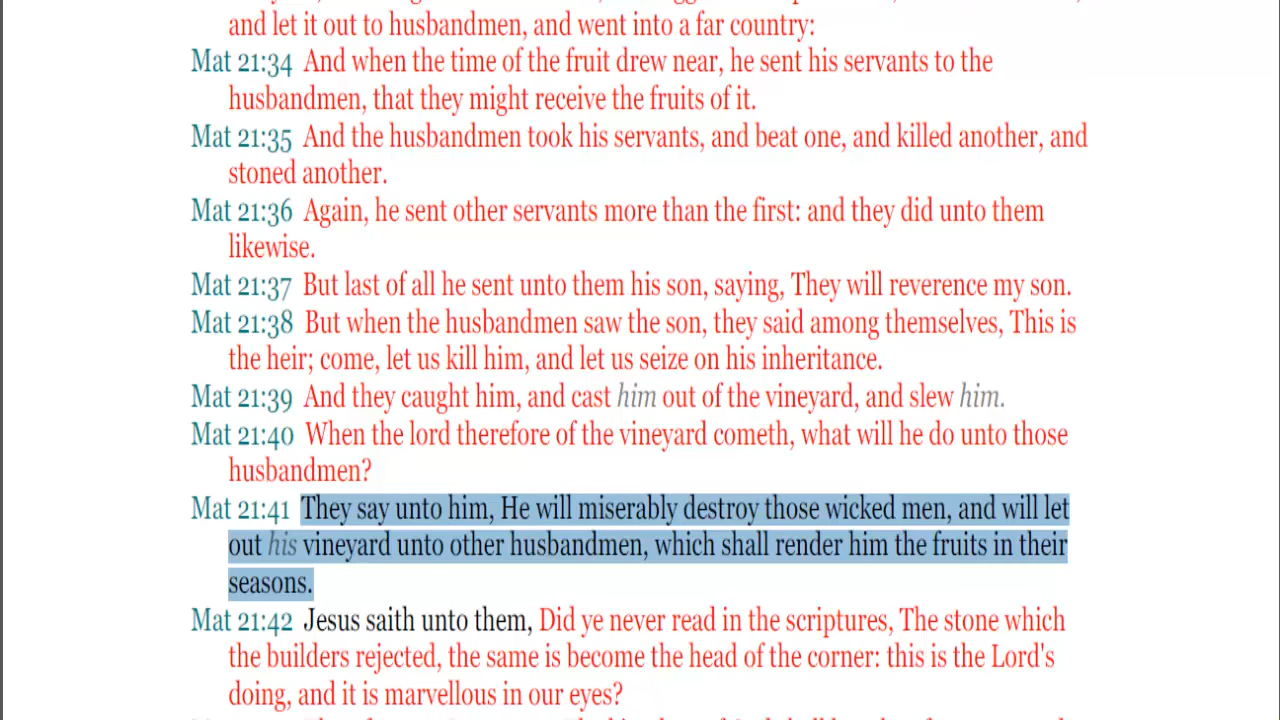 and let it out to husbandmen, and went into a far country:
Mat 21:34 And when the time of the fruit drew near, he sent his servants to the
husbandmen, that they might receive the fruits of it.
Mat 21:35 And the husbandmen took his servants, and beat one, and killed another, and
stoned another.
Mat 21:36 Again, he sent other servants more than the first: and they did unto them
likewise.
Mat 21:37 But last of all he sent unto them his son, saying, They will reverence my son.
Mat 21:38 But when the husbandmen saw the son, they said among themselves, This is
the heir; come, let us kill him, and let us seize on his inheritance.
Mat 21:39 And they caught him, and cast him out of the vineyard, and slew him.
Mat 21:40 When the lord therefore of the vineyard cometh, what will he do unto those
husbandmen?
Mat 21:41 They say unto him, He will miserably destroy those wicked men, and will let
out his vineyard unto other husbandmen, which shall render him the fruits in their
seasons.
Mat 21:42 Jesus saith unto them, Did ye never read in the scriptures, The stone which
the builders rejected, the same is become the head of the corner: this is the Lord's
doing, and it is marvellous in our eyes?